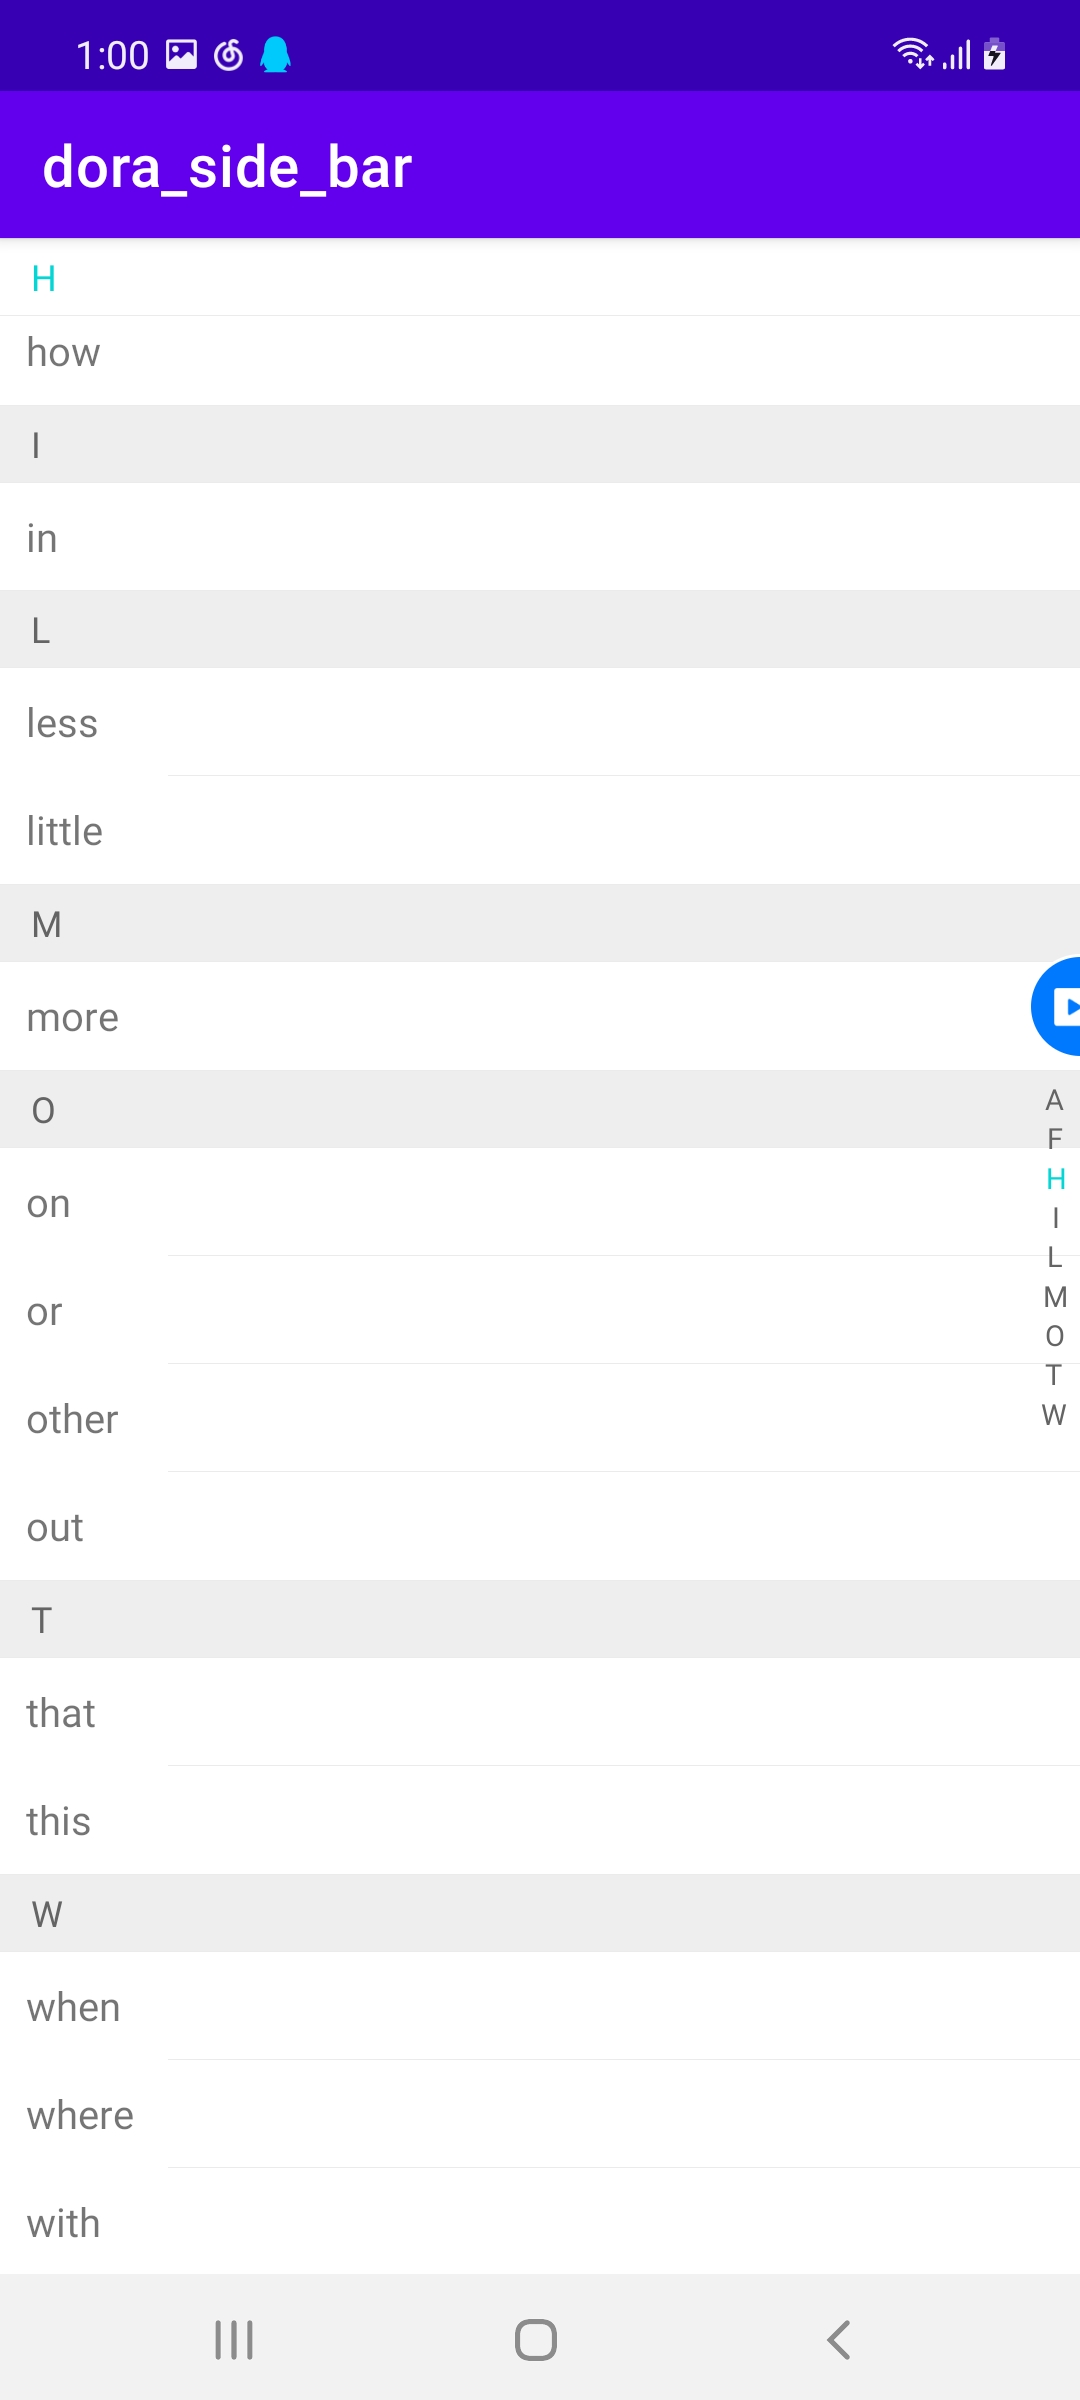 1:00
dora_side_bar
H
how
I
in
L
less
little
M
more
O
on
or
other
out
T
that
this
W
when
where
with
A
F
H
I
L
M
O
T
W